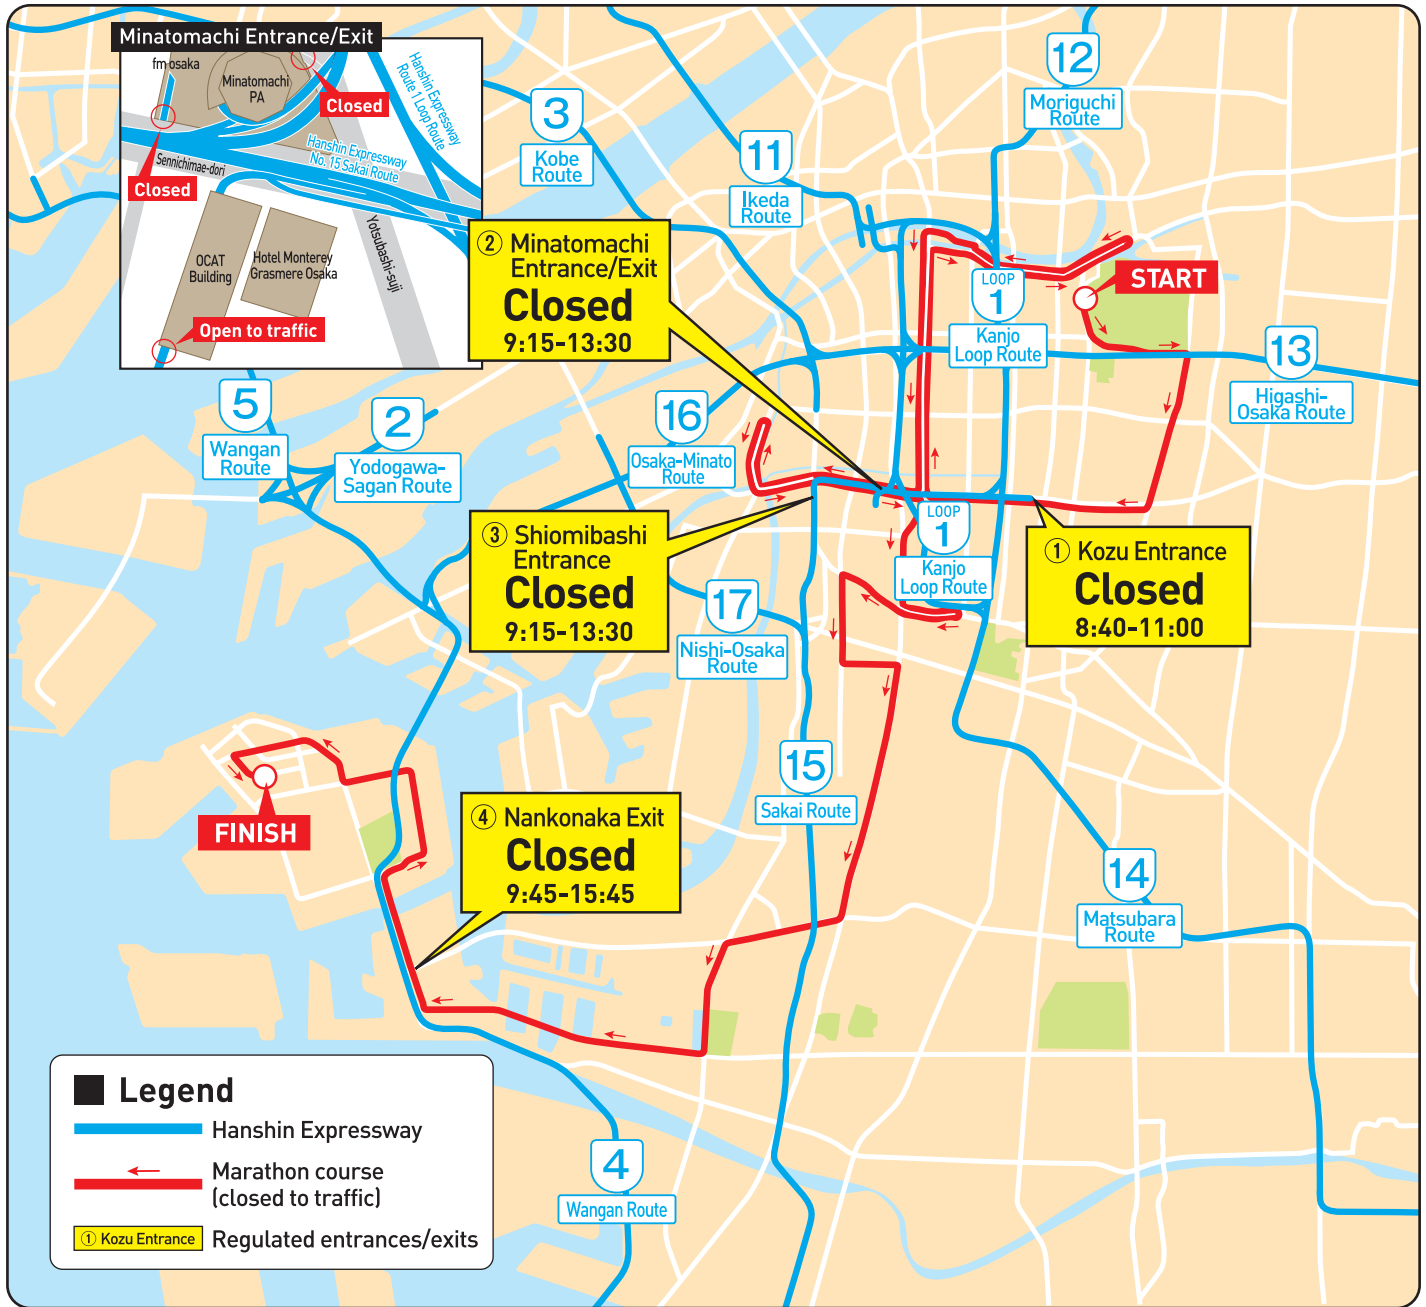 Minatomachi Entrance/Exit
fm osaka
Minatomachi
PA
Closed
Hanshin Expressway
Route 1 Loop Route
Hanshin Expressway
No. 15 Sakai Route
Sennichimae-dori
Closed
Yotsubashi-suji
OCAT
Building
Hotel Monterey
Grasmere Osaka
Open to traffic
3
Kobe
Route
11
Ikeda
Route
12
Moriguchi
Route
② Minatomachi
Entrance/Exit
Closed
9:15-13:30
START
LOOP
1
Kanjo
Loop Route
13
Higashi-
Osaka Route
5
Wangan
Route
2
Yodogawa-
Sagan Route
16
Osaka-Minato
Route
③ Shiomibashi
Entrance
Closed
9:15-13:30
LOOP
1
Kanjo
Loop Route
① Kozu Entrance
Closed
8:40-11:00
17
Nishi-Osaka
Route
15
Sakai Route
FINISH
④ Nankonaka Exit
Closed
9:45-15:45
14
Matsubara
Route
4
Wangan Route
Legend
Hanshin Expressway
Marathon course
(closed to traffic)
① Kozu Entrance
Regulated entrances/exits